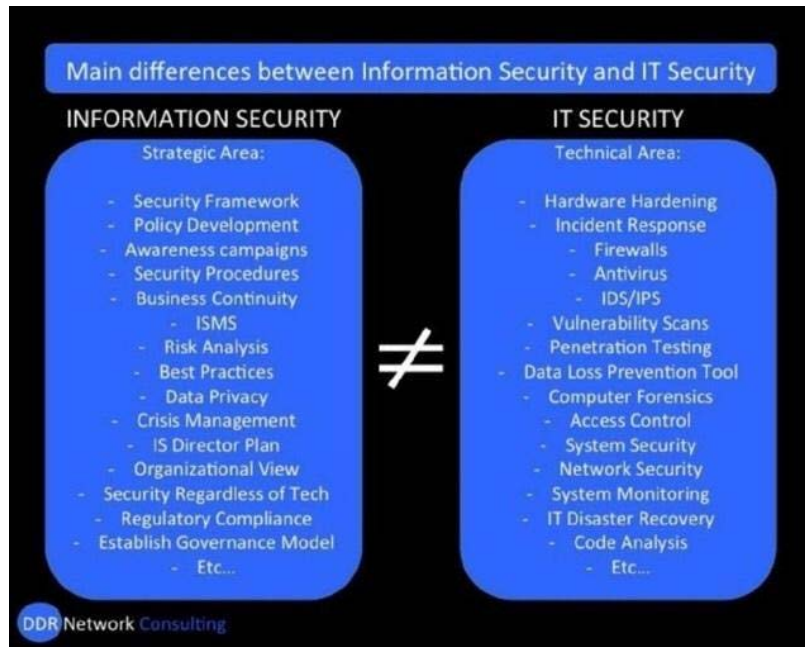 Main differences between Information Security and IT Security
INFORMATION SECURITY
Strategic Area:
- Security Framework
- Policy Development
- Awareness campaigns
- Security Procedures
- Business Continuity
- ISMS
- Risk Analysis
- Best Practices
- Data Privacy
- Crisis Management
- IS Director Plan
- Organizational View
- Security Regardless of Tech
- Regulatory Compliance
- Establish Governance Model
- Etc...
≠
IT SECURITY
Technical Area:
- Hardware Hardening
- Incident Response
- Firewalls
- Antivirus
- IDS/IPS
- Vulnerability Scans
- Penetration Testing
- Data Loss Prevention Tool
- Computer Forensics
- Access Control
- System Security
- Network Security
- System Monitoring
- IT Disaster Recovery
- Code Analysis
- Etc...
DDR Network Consulting